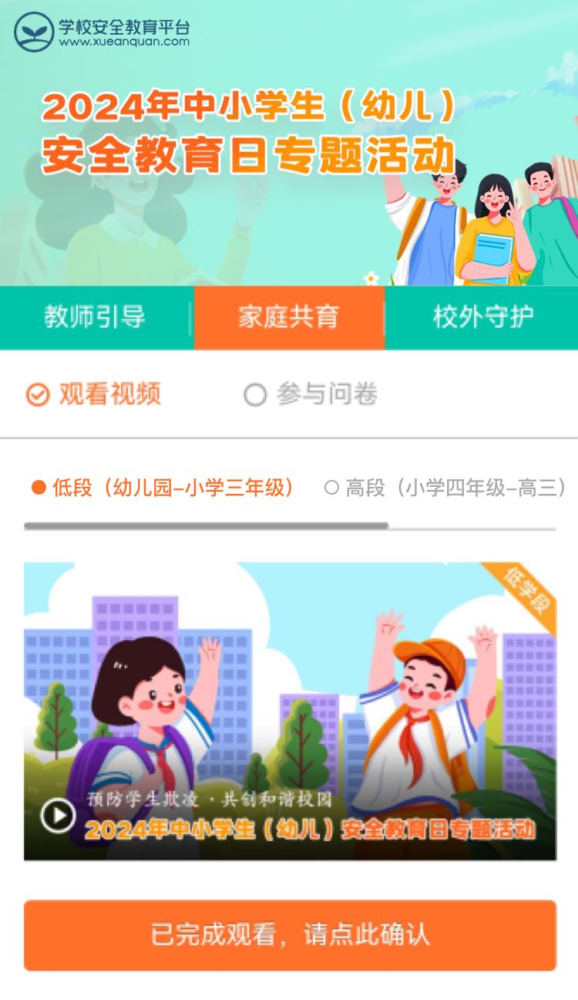 学校安全教育平台
www.xueanquan.com
2024年中小学生（幼儿）
安全教育日专题活动
教师引导
家庭共育
校外守护
观看视频
参与问卷
低段（幼儿园-小学三年级）
高段（小学四年级-高三）
低学段
预防学生欺凌·共创和谐校园
2024年中小学生（幼儿）安全教育日专题活动
已完成观看，请点此确认